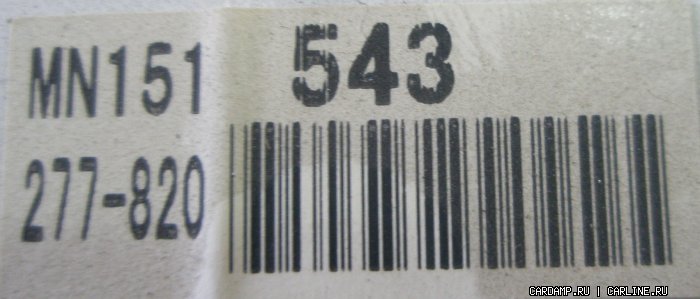 MN151 543
277-820
CARDAMP.RU | CARLINE.RU